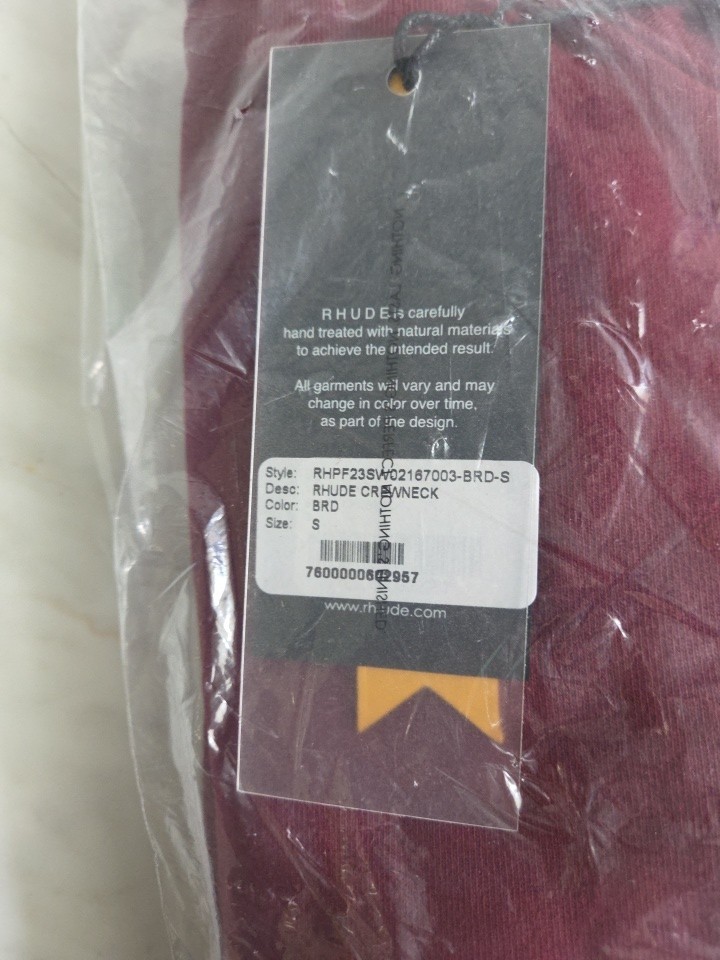 RHUDE is carefully
hand treated with natural materials
to achieve the intended result.
All garments will vary and may
change in color over time,
as part of the design.
Style: RHPF23SW02167003-BRD-S
Desc: RHUDE CREWNECK
Color: BRD
Size: S
www.rhude.com